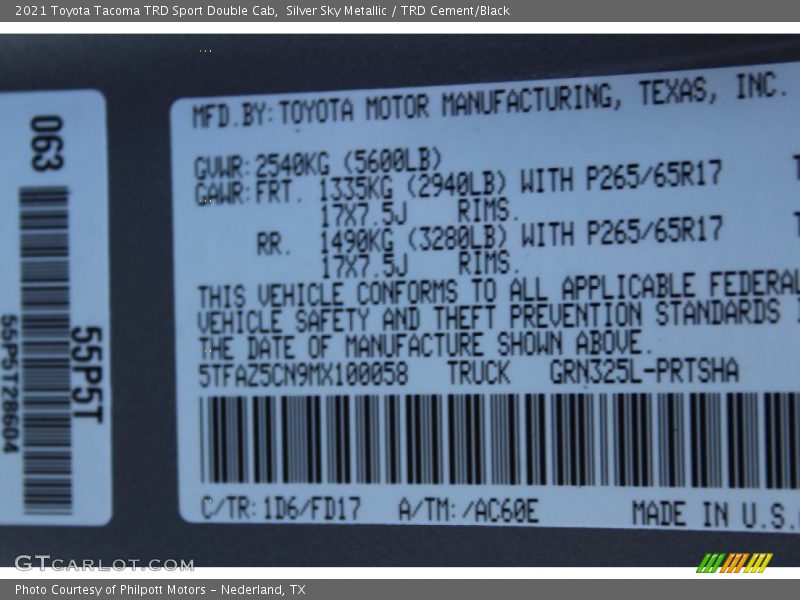 2021 Toyota Tacoma TRD Sport Double Cab,  Silver Sky Metallic / TRD Cement/Black
063
55P5T
55P5T28604
MFD.BY:TOYOTA MOTOR MANUFACTURING, TEXAS, INC.
GVWR:2540KG (5600LB)
GAWR:FRT. 1335KG (2940LB) WITH P265/65R17 T
17X7.5J RIMS.
RR. 1490KG (3280LB) WITH P265/65R17 T
17X7.5J RIMS.
THIS VEHICLE CONFORMS TO ALL APPLICABLE FEDERAL
VEHICLE SAFETY AND THEFT PREVENTION STANDARDS
THE DATE OF MANUFACTURE SHOWN ABOVE.
5TFAZ5CN9MX100058 TRUCK GRN325L-PRTSHA
C/TR:1D6/FD17 A/TM:/AC60E MADE IN U.S.
GTCARLOT.COM
Photo Courtesy of Philpott Motors - Nederland, TX